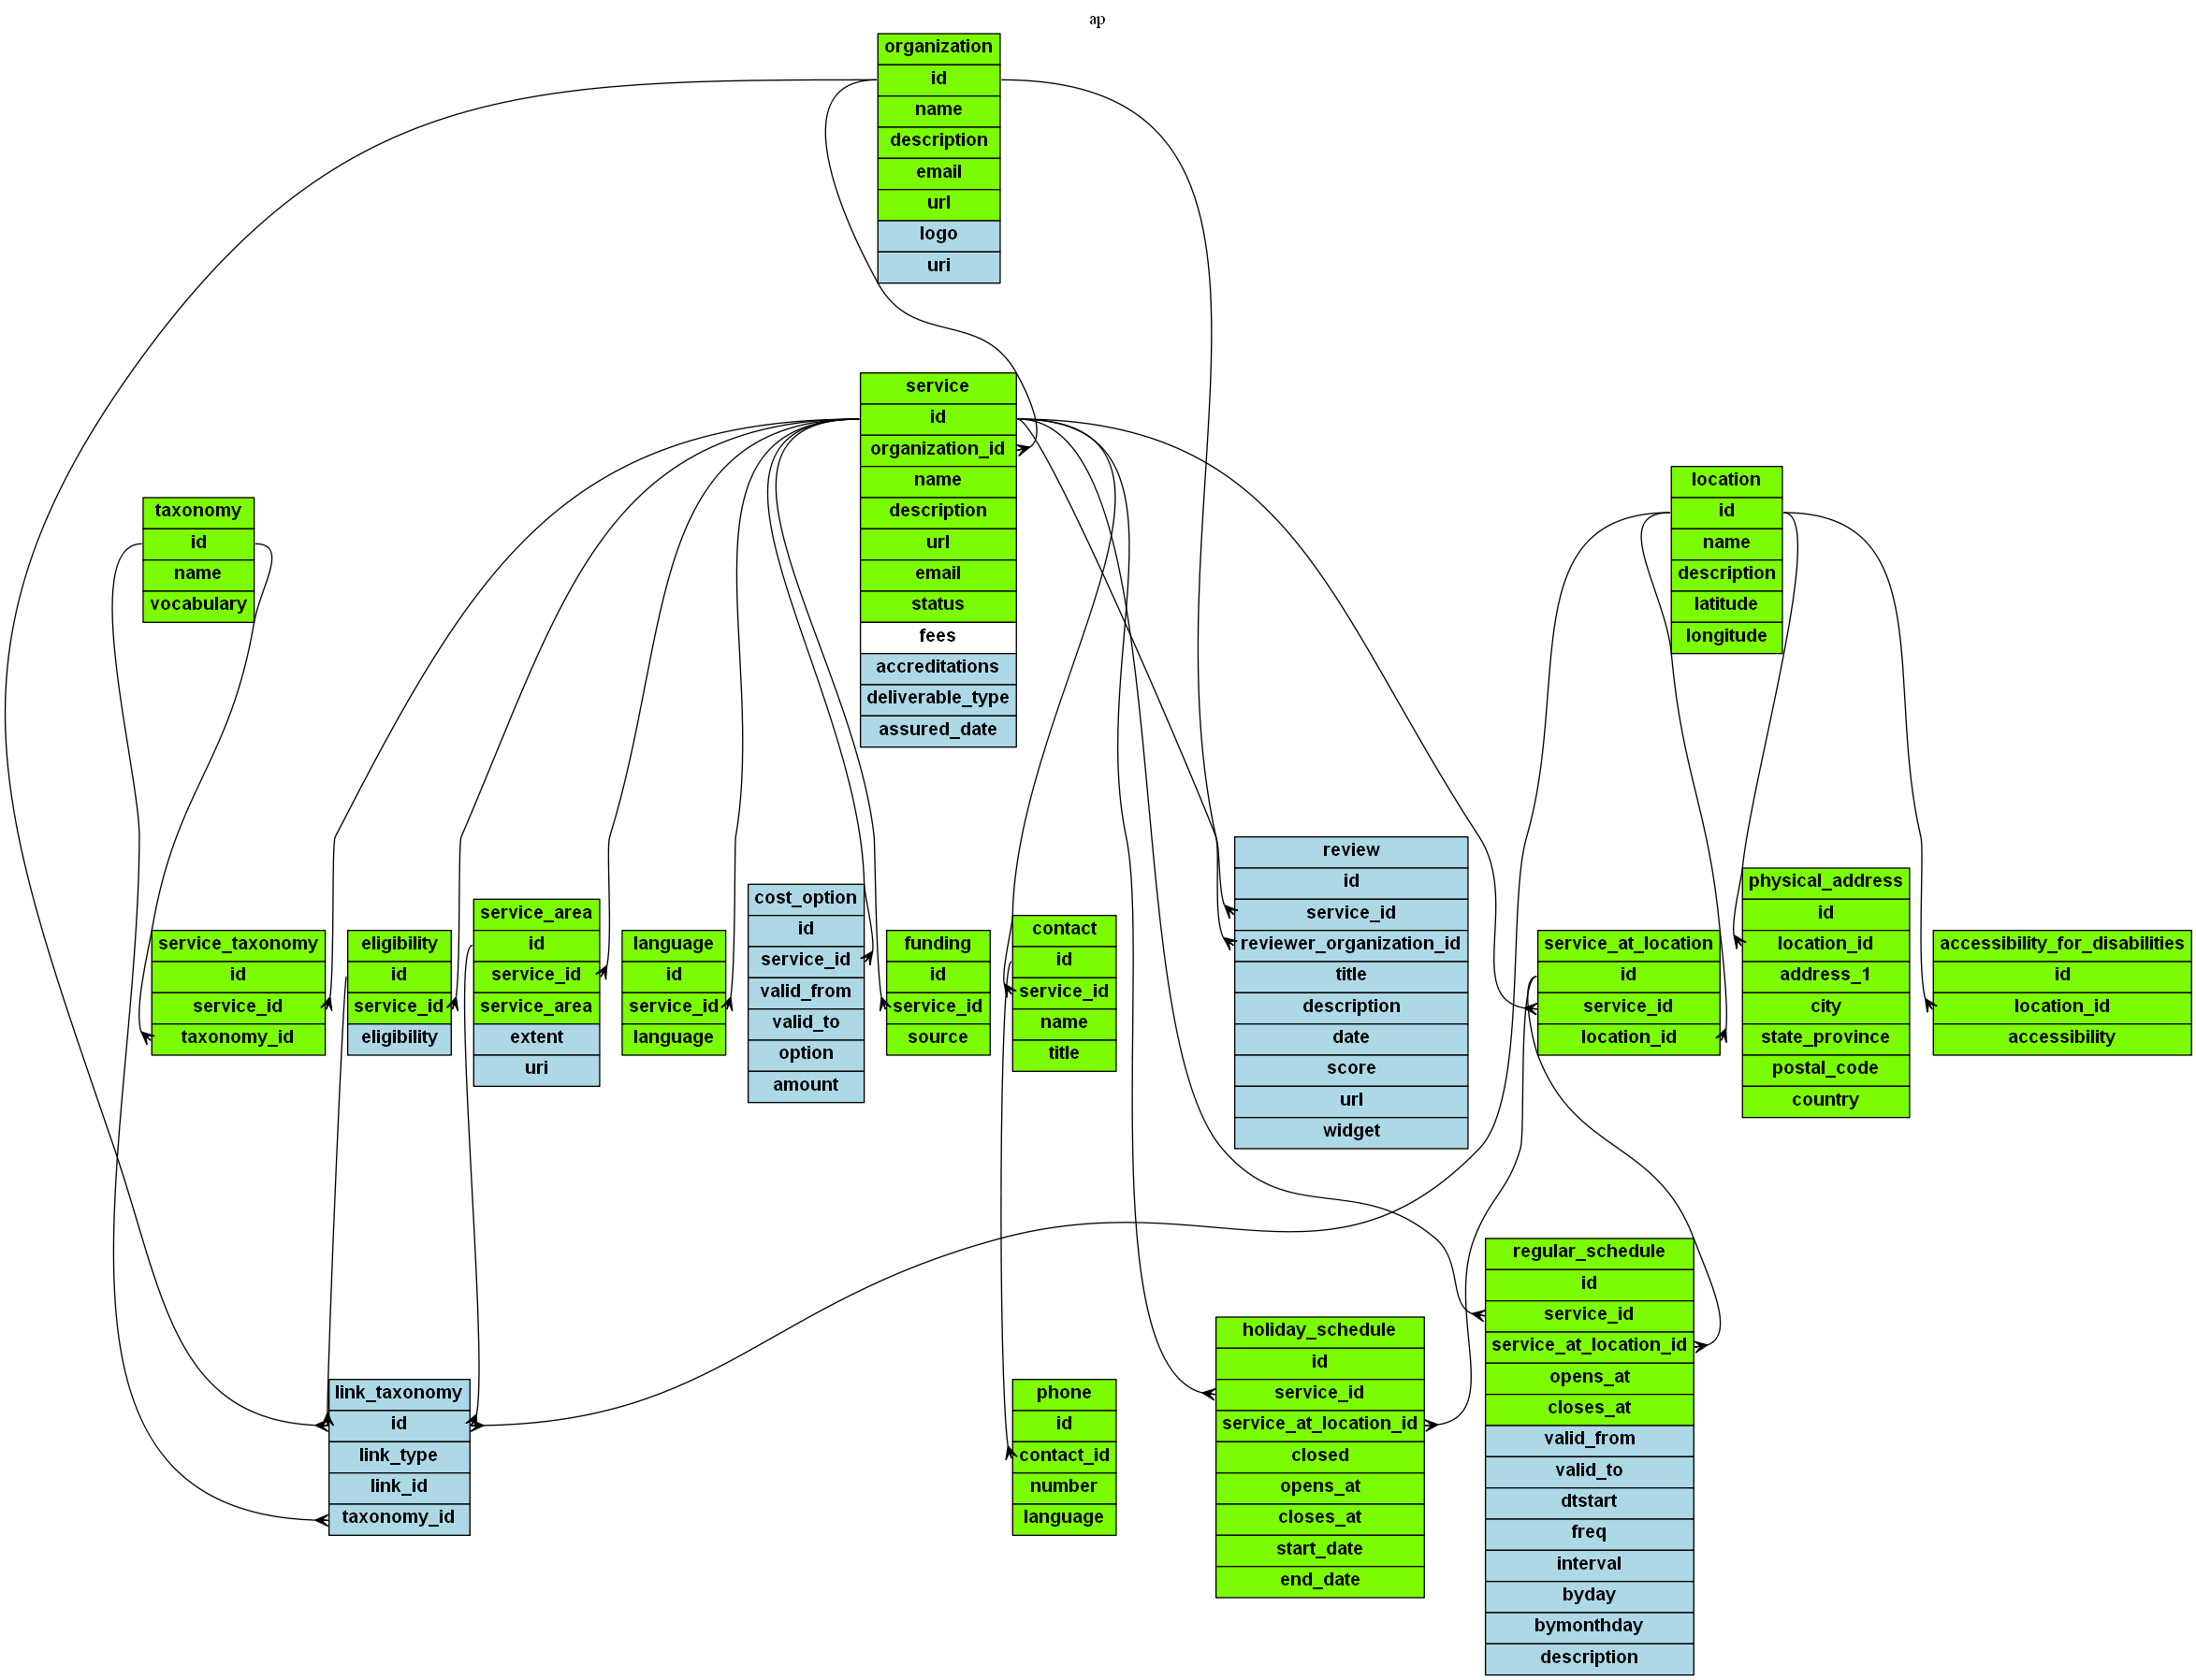 ap
organization
id
name
description
email
url
logo
uri
service
id
organization_id
name
description
url
email
status
fees
accreditations
deliverable_type
assured_date
location
id
name
description
latitude
longitude
taxonomy
id
name
vocabulary
service_taxonomy
id
service_id
taxonomy_id
eligibility
id
service_id
eligibility
service_area
id
service_id
service_area
extent
uri
language
id
service_id
language
cost_option
id
service_id
valid_from
valid_to
option
amount
funding
id
service_id
source
contact
id
service_id
name
title
review
id
service_id
reviewer_organization_id
title
description
date
score
url
widget
service_at_location
id
service_id
location_id
physical_address
id
location_id
address_1
city
state_province
postal_code
country
accessibility_for_disabilities
id
location_id
accessibility
link_taxonomy
id
link_type
link_id
taxonomy_id
phone
id
contact_id
number
language
holiday_schedule
id
service_id
service_at_location_id
closed
opens_at
closes_at
start_date
end_date
regular_schedule
id
service_id
service_at_location_id
opens_at
closes_at
valid_from
valid_to
dtstart
freq
interval
byday
bymonthday
description